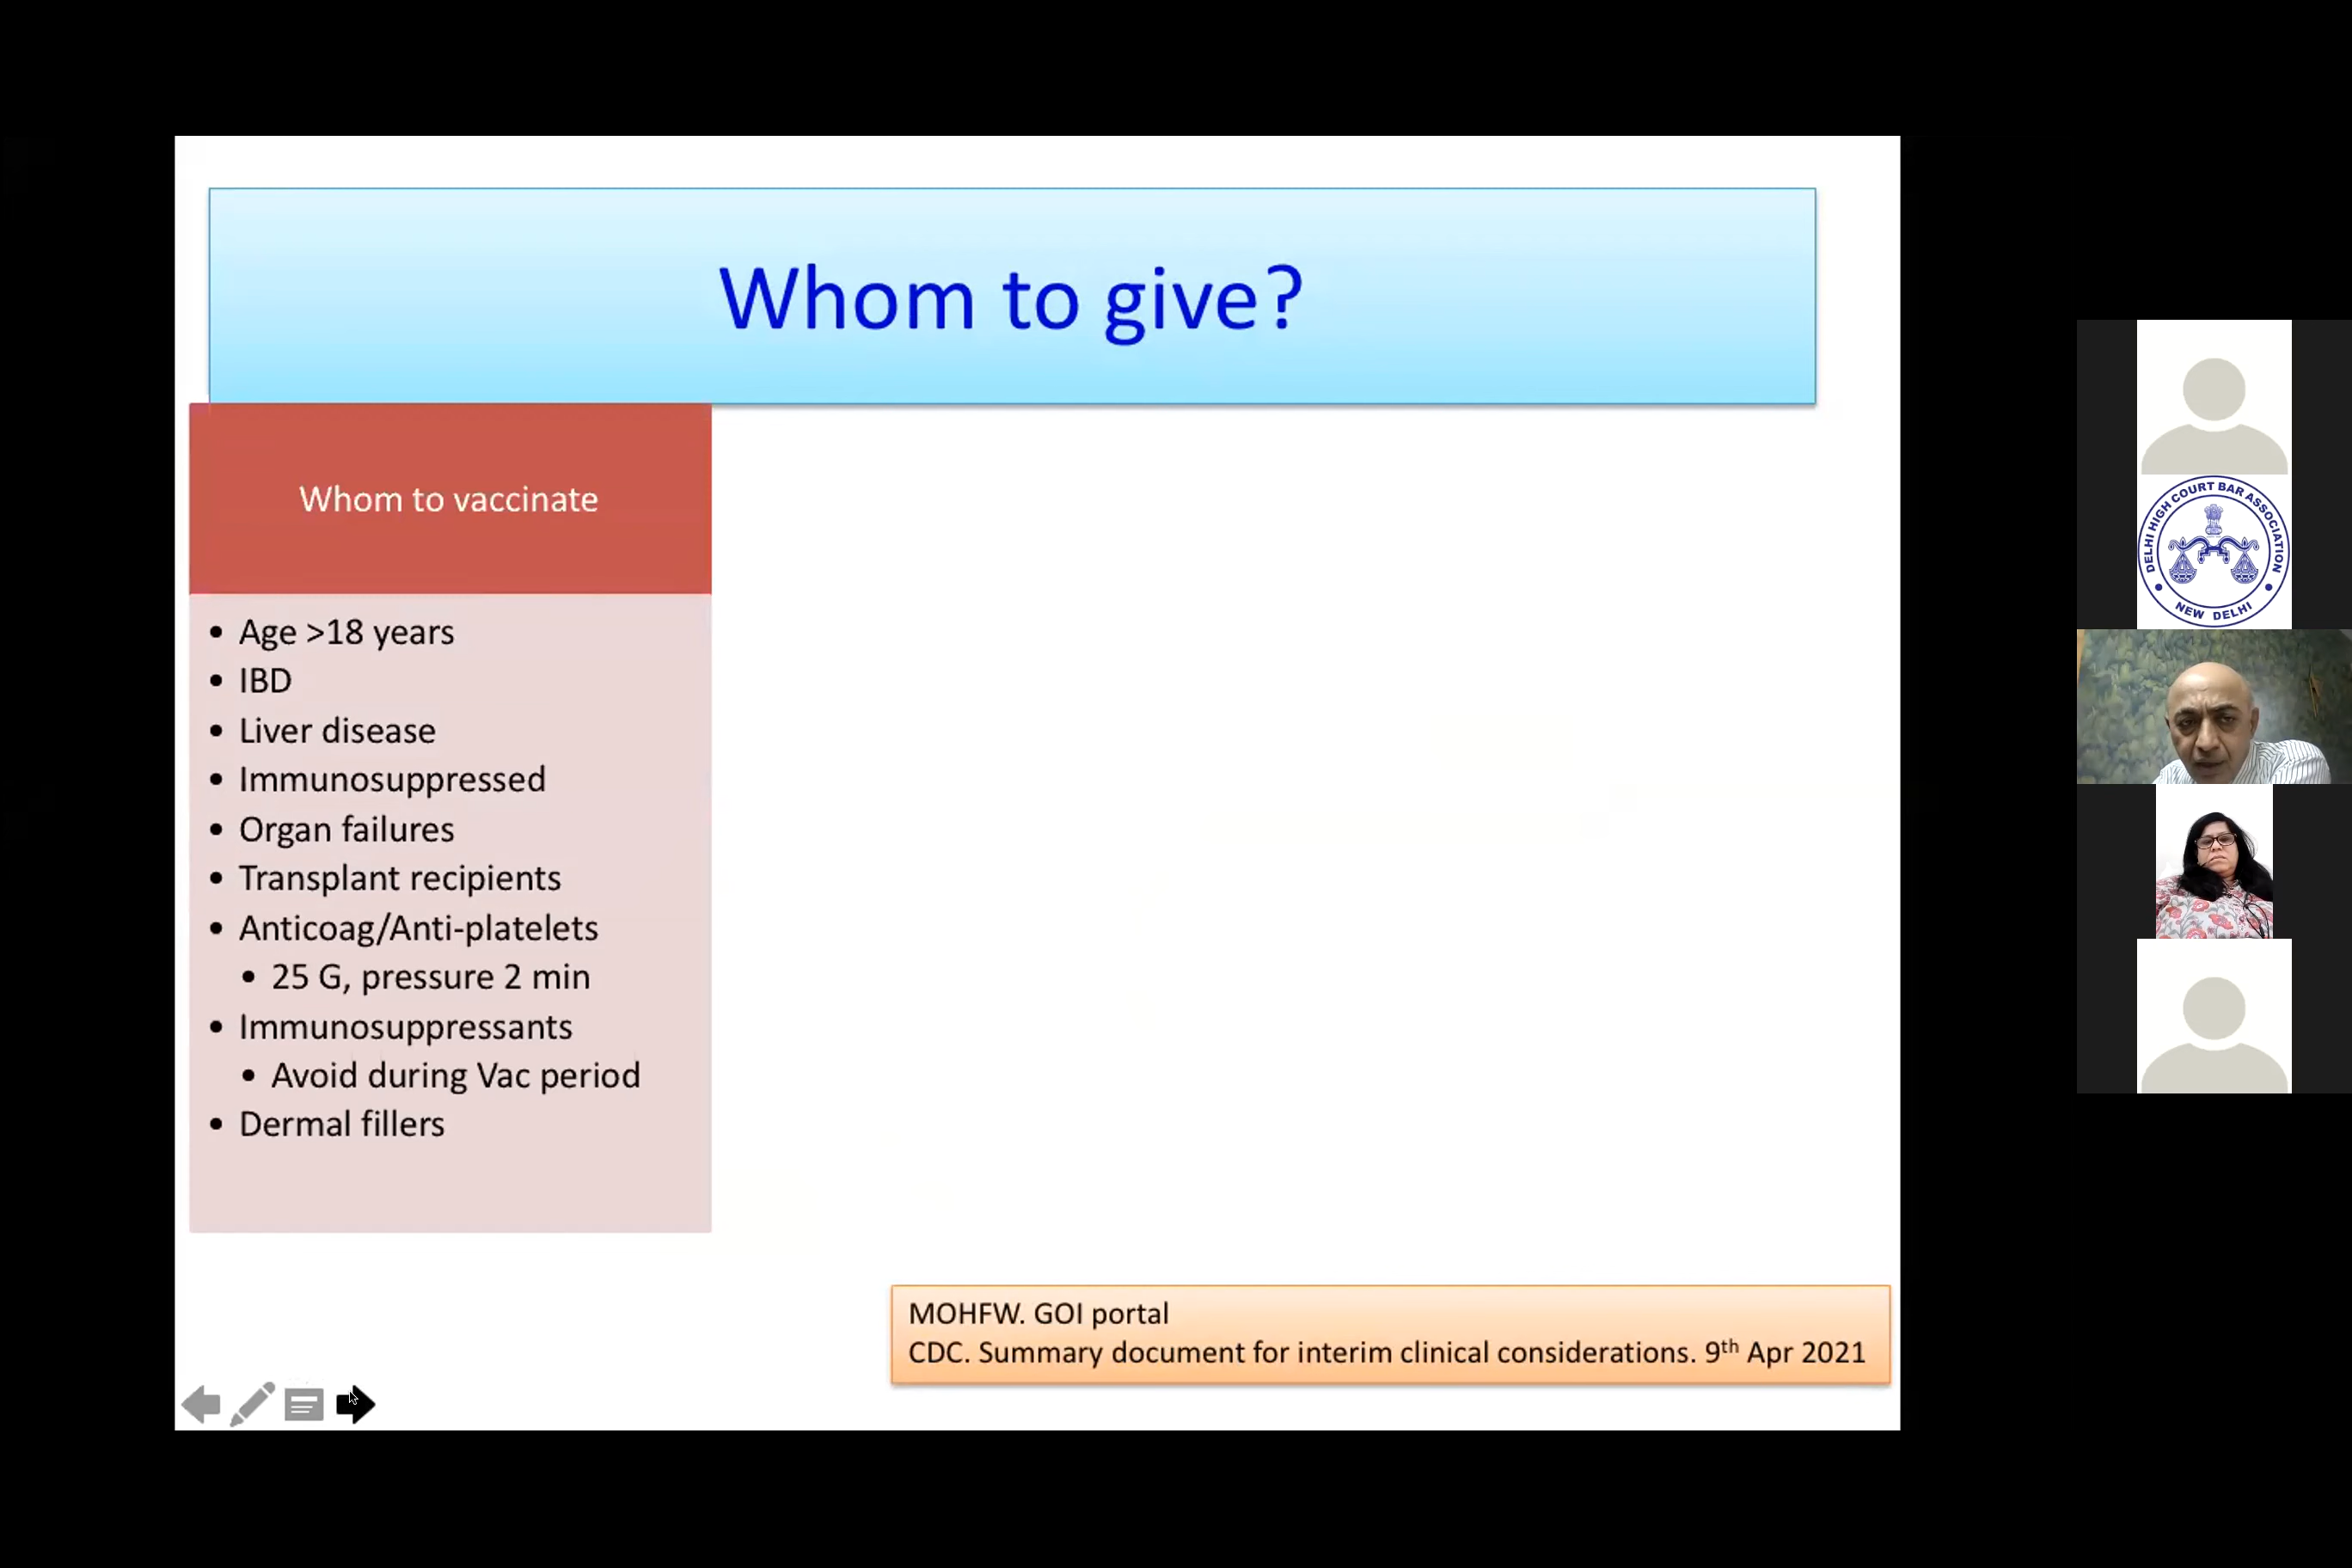 Whom to give?
Whom to vaccinate
• Age >18 years
• IBD
• Liver disease
• Immunosuppressed
• Organ failures
• Transplant recipients
• Anticoag/Anti-platelets
• 25 G, pressure 2 min
• Immunosuppressants
• Avoid during Vac period
• Dermal fillers
MOHFW. GOI portal
CDC. Summary document for interim clinical considerations. 9th Apr 2021
DELHI HIGH COURT BAR ASSOCIATION
NEW DELHI